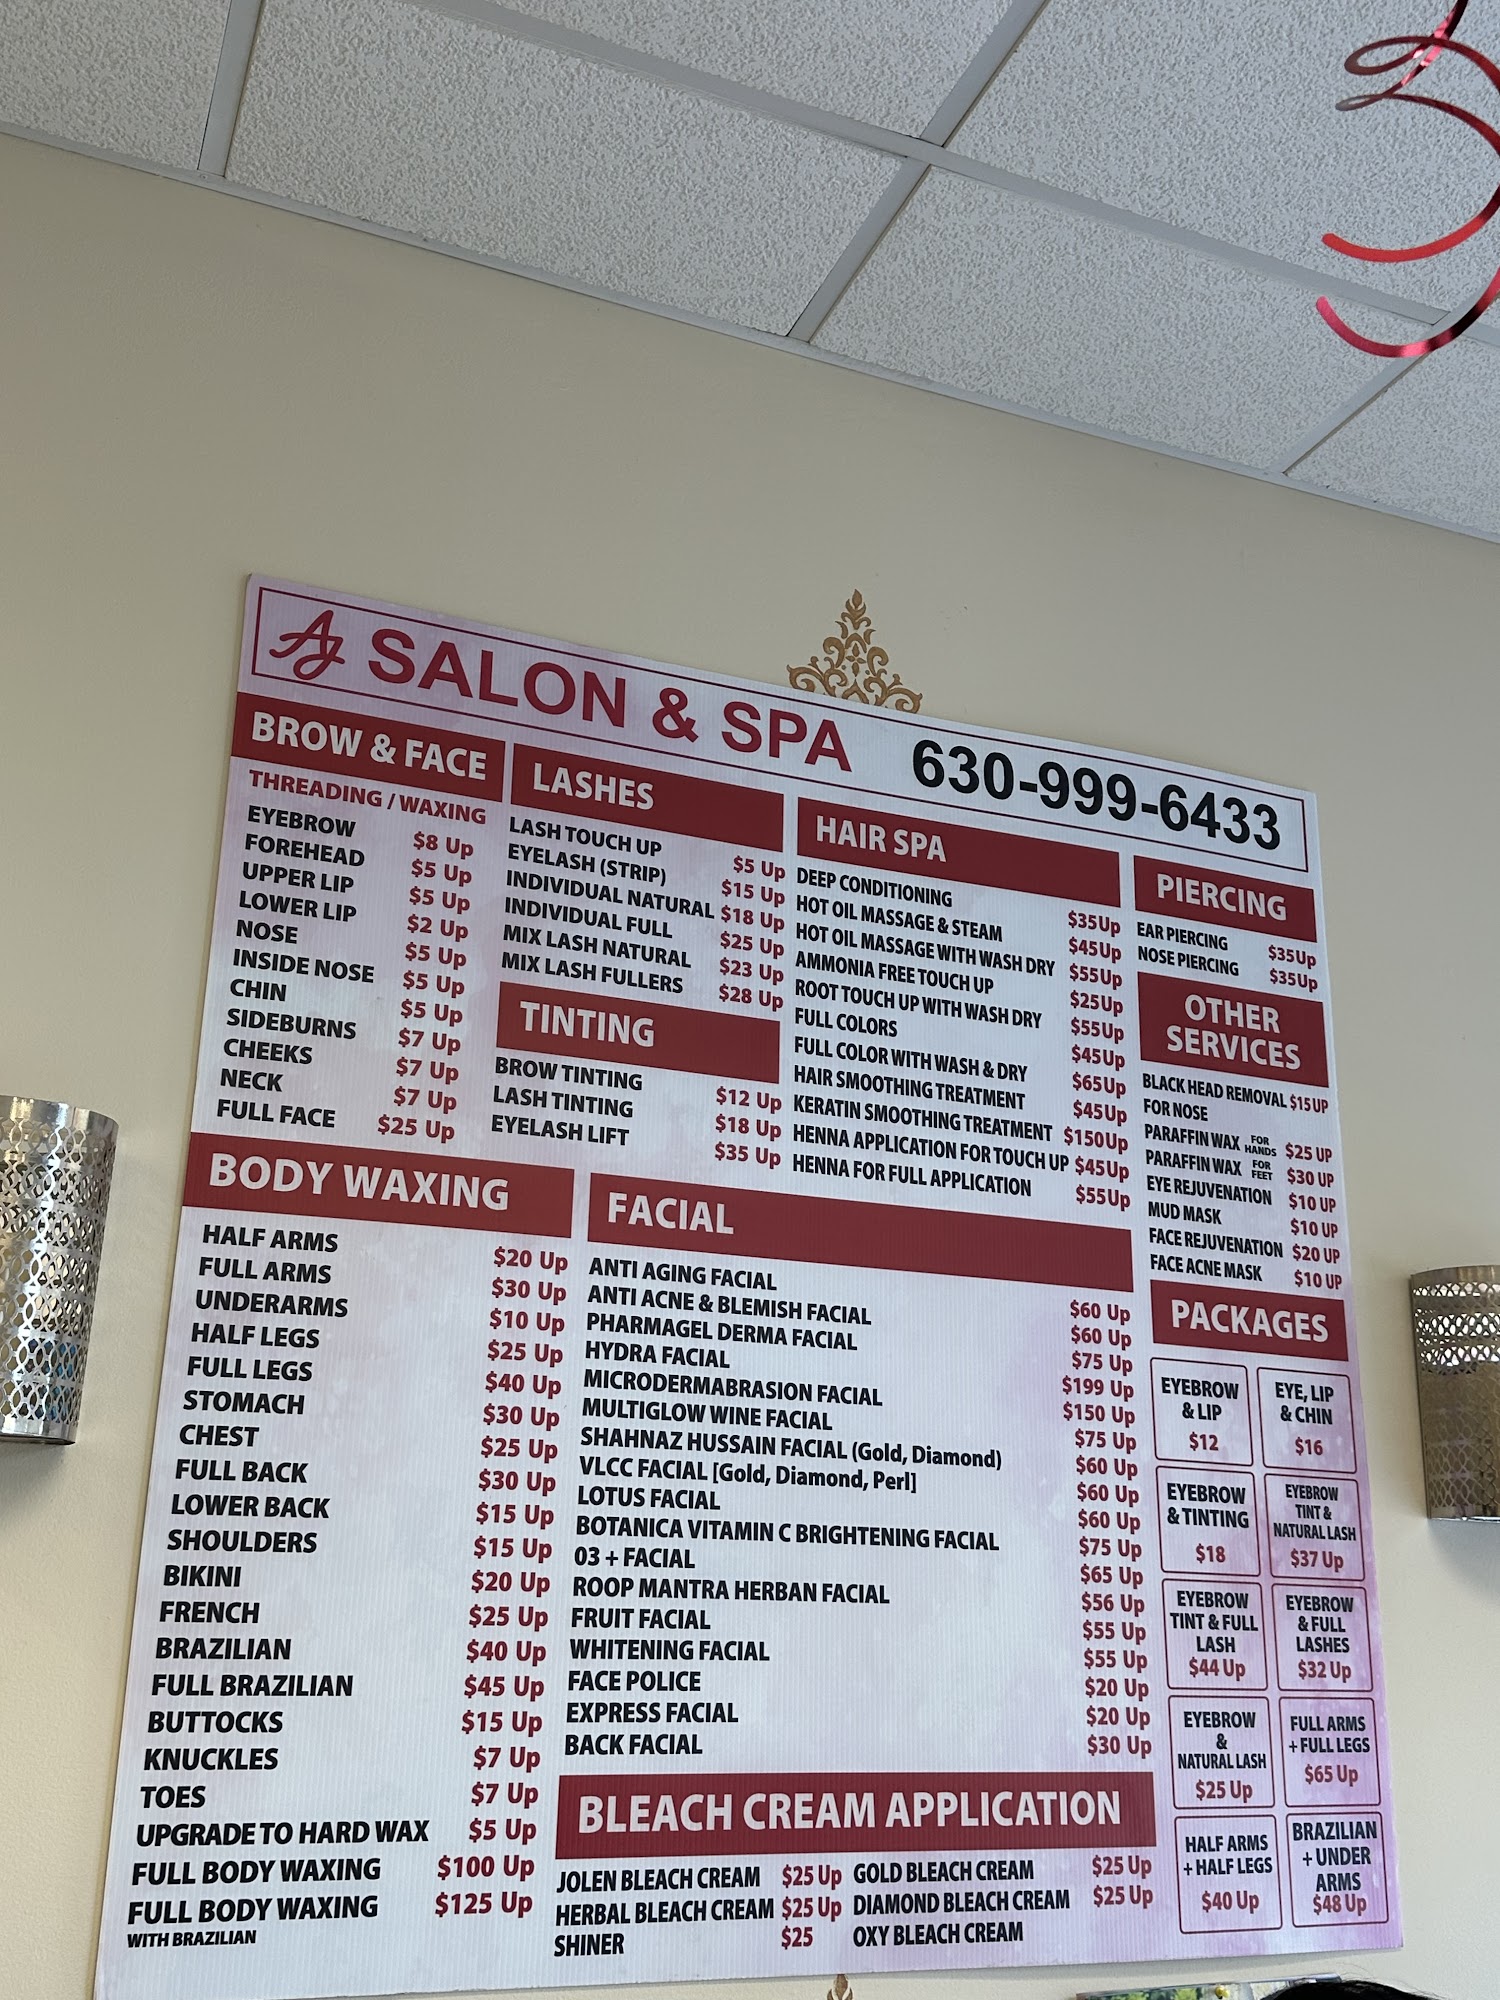 AJ SALON & SPA 630-999-6433
BROW & FACE
THREADING / WAXING
EYEBROW $8 Up
FOREHEAD $5 Up
UPPER LIP $5 Up
LOWER LIP $2 Up
NOSE $5 Up
INSIDE NOSE $5 Up
CHIN $5 Up
SIDEBURNS $7 Up
CHEEKS $7 Up
NECK $7 Up
FULL FACE $25 Up
LASHES
LASH TOUCH UP $5 Up
EYELASH (STRIP) $15 Up
INDIVIDUAL NATURAL $18 Up
INDIVIDUAL FULL $25 Up
MIX LASH NATURAL $23 Up
MIX LASH FULLERS $28 Up
TINTING
BROW TINTING $12 Up
LASH TINTING $18 Up
EYELASH LIFT $35 Up
HAIR SPA
DEEP CONDITIONING $35Up
HOT OIL MASSAGE & STEAM $45Up
HOT OIL MASSAGE WITH WASH DRY $55Up
AMMONIA FREE TOUCH UP $25Up
ROOT TOUCH UP WITH WASH DRY $55Up
FULL COLORS $45Up
FULL COLOR WITH WASH & DRY $65Up
HAIR SMOOTHING TREATMENT $45Up
KERATIN SMOOTHING TREATMENT $150Up
HENNA APPLICATION FOR TOUCH UP $45Up
HENNA FOR FULL APPLICATION $55Up
PIERCING
EAR PIERCING $35Up
NOSE PIERCING $35Up
OTHER
SERVICES
BLACK HEAD REMOVAL $15UP
FOR NOSE
PARAFFIN WAX FOR HANDS $25 UP
PARAFFIN WAX FOR FEET $30 UP
EYE REJUVENATION $10 UP
MUD MASK $10 UP
FACE REJUVENATION $20 UP
FACE ACNE MASK $10 UP
BODY WAXING
HALF ARMS $20 Up
FULL ARMS $30 Up
UNDERARMS $10 Up
HALF LEGS $25 Up
FULL LEGS $40 Up
STOMACH $30 Up
CHEST $25 Up
FULL BACK $30 Up
LOWER BACK $15 Up
SHOULDERS $15 Up
BIKINI $20 Up
FRENCH $25 Up
BRAZILIAN $40 Up
FULL BRAZILIAN $45 Up
BUTTOCKS $15 Up
KNUCKLES $7 Up
TOES $7 Up
UPGRADE TO HARD WAX $5 Up
FULL BODY WAXING $100 Up
FULL BODY WAXING $125 Up
WITH BRAZILIAN
FACIAL
ANTI AGING FACIAL $60 Up
ANTI ACNE & BLEMISH FACIAL $60 Up
PHARMAGEL DERMA FACIAL $75 Up
HYDRA FACIAL $199 Up
MICRODERMABRASION FACIAL $150 Up
MULTIGLOW WINE FACIAL $75 Up
SHAHNAZ HUSSAIN FACIAL (Gold, Diamond) $60 Up
VLCC FACIAL [Gold, Diamond, Perl] $60 Up
LOTUS FACIAL $60 Up
BOTANICA VITAMIN C BRIGHTENING FACIAL $75 Up
03 + FACIAL $65 Up
ROOP MANTRA HERBAN FACIAL $56 Up
FRUIT FACIAL $55 Up
WHITENING FACIAL $55 Up
FACE POLICE $20 Up
EXPRESS FACIAL $20 Up
BACK FACIAL $30 Up
BLEACH CREAM APPLICATION
JOLEN BLEACH CREAM $25 Up GOLD BLEACH CREAM $25 Up
HERBAL BLEACH CREAM $25 Up DIAMOND BLEACH CREAM $25 Up
SHINER $25 OXY BLEACH CREAM
PACKAGES
EYEBROW
& LIP
$12
EYE, LIP
& CHIN
$16
EYEBROW
& TINTING
$18
EYEBROW
TINT &
NATURAL LASH
$37 Up
EYEBROW
TINT & FULL
LASH
$44 Up
EYEBROW
& FULL
LASHES
$32 Up
EYEBROW
&
NATURAL LASH
$25 Up
FULL ARMS
+ FULL LEGS
$65 Up
HALF ARMS
+ HALF LEGS
$40 Up
BRAZILIAN
+ UNDER
ARMS
$48 Up